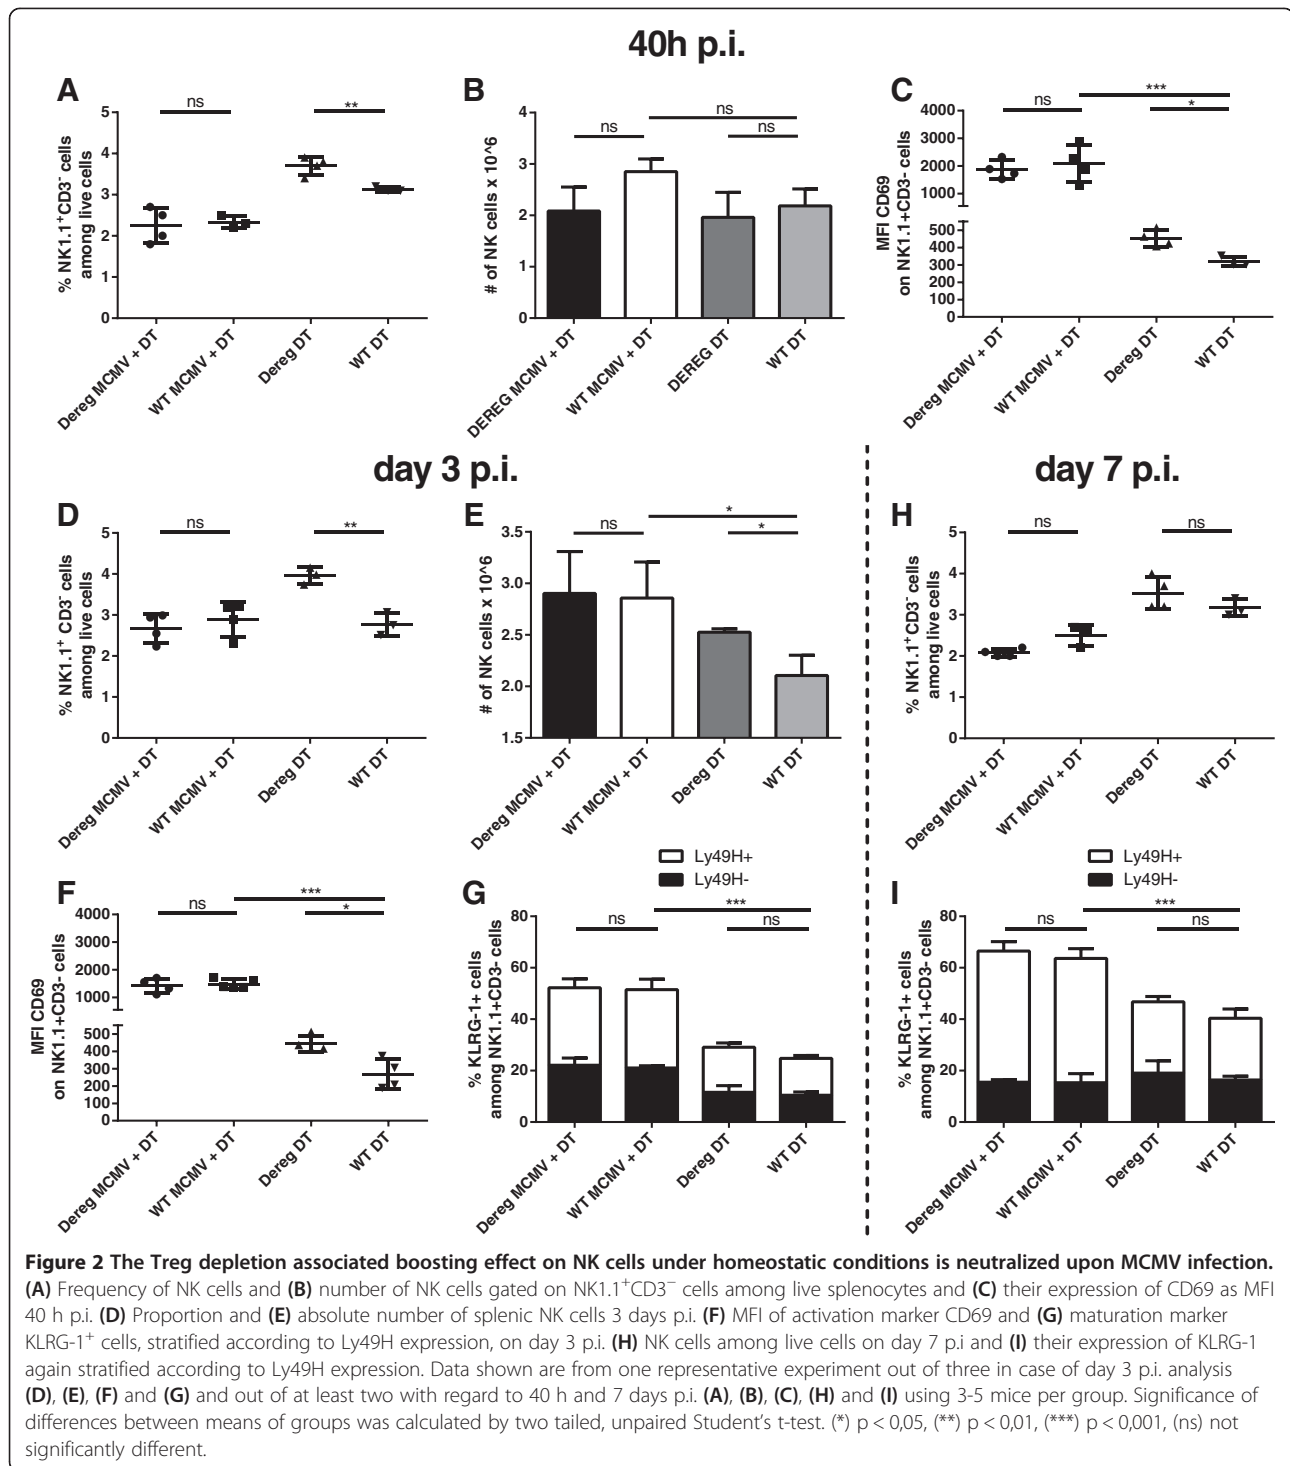 40h p.i.
A
ns
**
5
4
3
2
1
0
% NK1.1+CD3- cells
among live cells
Dereg MCMV + DT
WT MCMV + DT
Dereg DT
WT DT
B
ns
ns
ns
4
3
2
1
0
# of NK cells x 10^6
DEREG MCMV + DT
WT MCMV + DT
DEREG DT
WT DT
C
***
ns
*
4000
3000
2000
1000
500
400
300
200
100
0
MFI CD69
on NK1.1+CD3- cells
Dereg MCMV + DT
WT MCMV + DT
Dereg DT
WT DT
day 3 p.i.
day 7 p.i.
D
ns
**
5
4
3
2
1
0
% NK1.1+ CD3- cells
among live cells
Dereg MCMV + DT
WT MCMV + DT
Dereg DT
WT DT
E
*
ns
*
3.5
3.0
2.5
2.0
1.5
# of NK cells x 10^6
Dereg MCMV + DT
WT MCMV + DT
Dereg DT
WT DT
H
ns
ns
5
4
3
2
1
0
% NK1.1+CD3- cells
among live cells
Dereg MCMV + DT
WT MCMV + DT
Dereg DT
WT DT
F
***
ns
*
4000
3000
2000
1000
500
400
300
200
100
0
MFI CD69
on NK1.1+CD3- cells
Dereg MCMV + DT
WT MCMV + DT
Dereg DT
WT DT
Ly49H+
Ly49H-
G
***
ns
ns
80
60
40
20
0
% KLRG-1+ cells
among NK1.1+CD3- cells
Dereg MCMV + DT
WT MCMV + DT
Dereg DT
WT DT
Ly49H+
Ly49H-
I
***
ns
ns
80
60
40
20
0
% KLRG-1+ cells
among NK1.1+CD3- cells
Dereg MCMV + DT
WT MCMV + DT
Dereg DT
WT DT
Figure 2 The Treg depletion associated boosting effect on NK cells under homeostatic conditions is neutralized upon MCMV infection.
(A) Frequency of NK cells and (B) number of NK cells gated on NK1.1+CD3− cells among live splenocytes and (C) their expression of CD69 as MFI
40 h p.i. (D) Proportion and (E) absolute number of splenic NK cells 3 days p.i. (F) MFI of activation marker CD69 and (G) maturation marker
KLRG-1+ cells, stratified according to Ly49H expression, on day 3 p.i. (H) NK cells among live cells on day 7 p.i and (I) their expression of KLRG-1
again stratified according to Ly49H expression. Data shown are from one representative experiment out of three in case of day 3 p.i. analysis
(D), (E), (F) and (G) and out of at least two with regard to 40 h and 7 days p.i. (A), (B), (C), (H) and (I) using 3-5 mice per group. Significance of
differences between means of groups was calculated by two tailed, unpaired Student's t-test. (*) p < 0,05, (**) p < 0,01, (***) p < 0,001, (ns) not
significantly different.